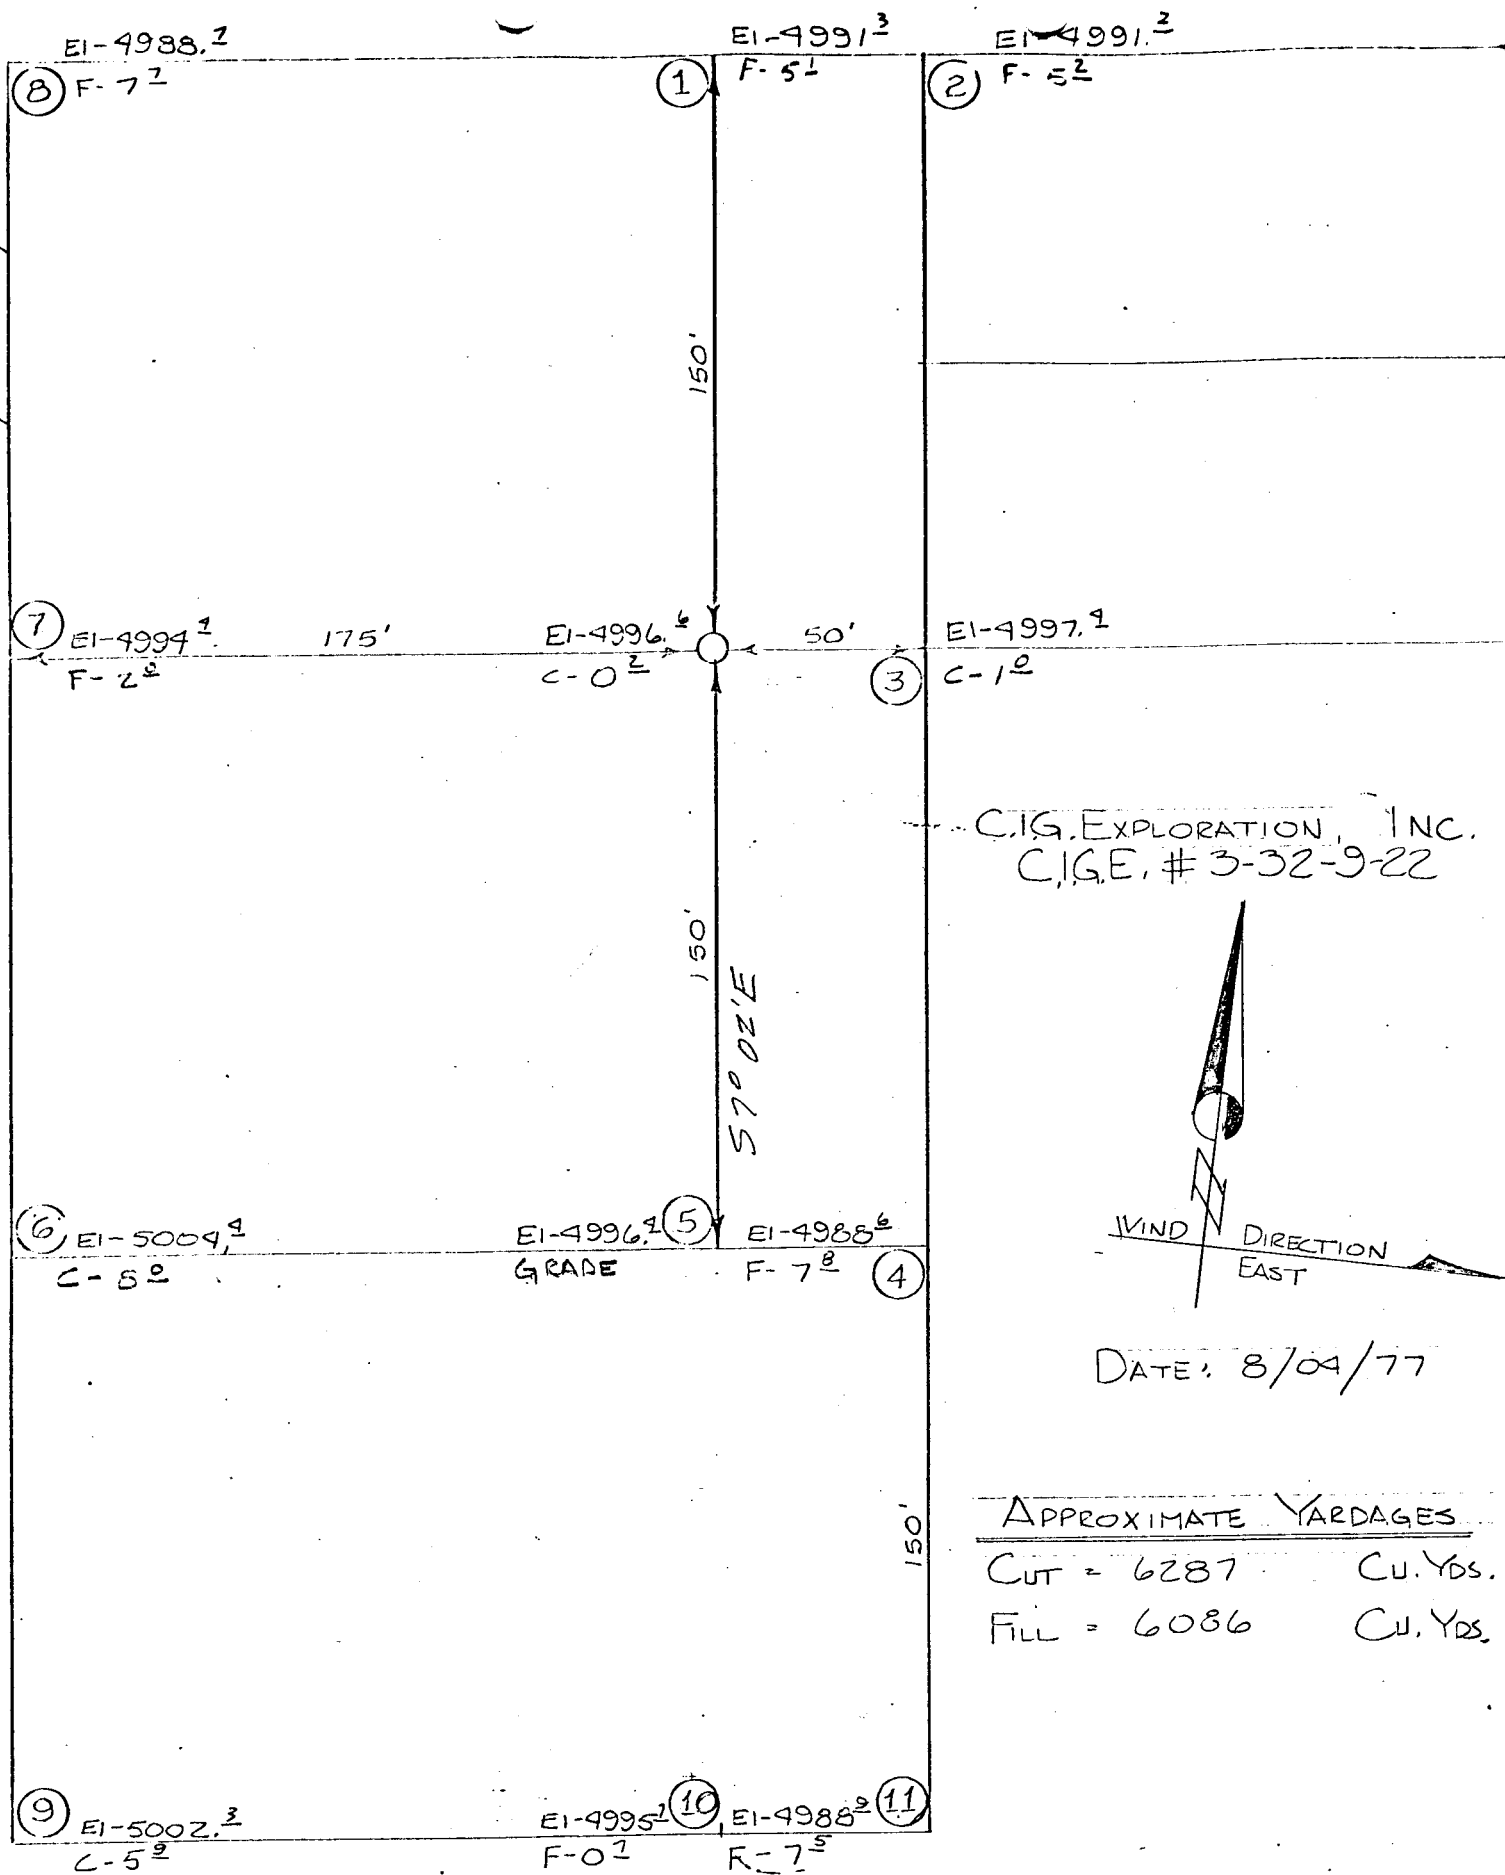 El-4988.7
F-7 7
8
El-4991 3
F-5 1
1
El-4991.2
F-5 2
2
150'
7
El-4994 4
175'
F-2 0
El-4996.6
C-0 2
50'
El-4997.4
3
C-1 0
C.I.G. EXPLORATION, INC.
C.I.G.E. # 3-32-9-22
150'
S7° 02'E
WIND DIRECTION
EAST
N
6
El-5004.4
C-8 0
El-4996.4
GRADE
5
El-4988 6
F-7 8
4
DATE: 8/04/77
150'
APPROXIMATE YARDAGES
CUT = 6287 CU. YDS.
FILL = 6086 CU. YDS.
9
El-5002.3
C-5 9
El-4995 7
F-0 7
10
El-4988 9
F-7 5
11